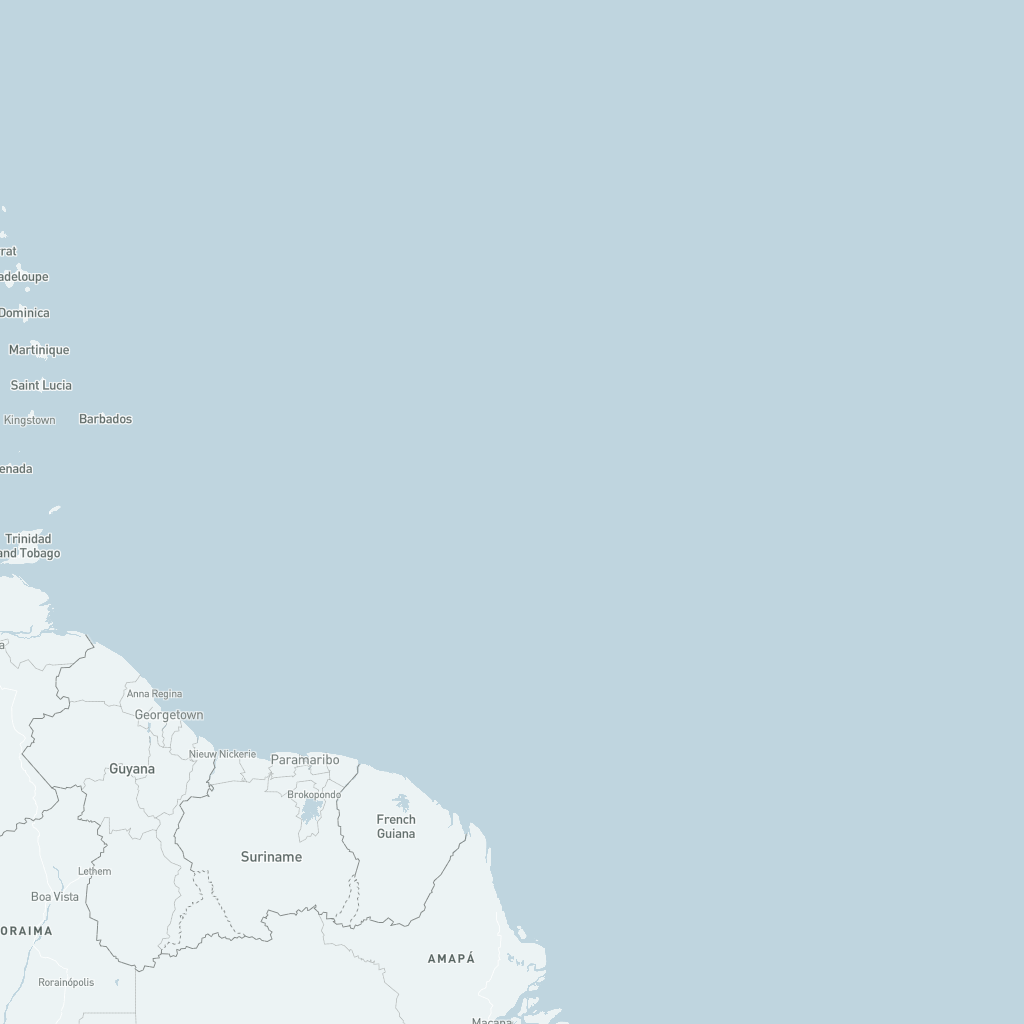 rrat
adeloupe
Dominica
Martinique
Saint Lucia
Kingstown
Barbados
enada
Trinidad
and Tobago
a
Anna Regina
Georgetown
Nieuw Nickerie
Paramaribo
Guyana
Brokopondo
French
Guiana
Suriname
Lethem
Boa Vista
ORAIMA
AMAPÁ
Rorainópolis
Macapa